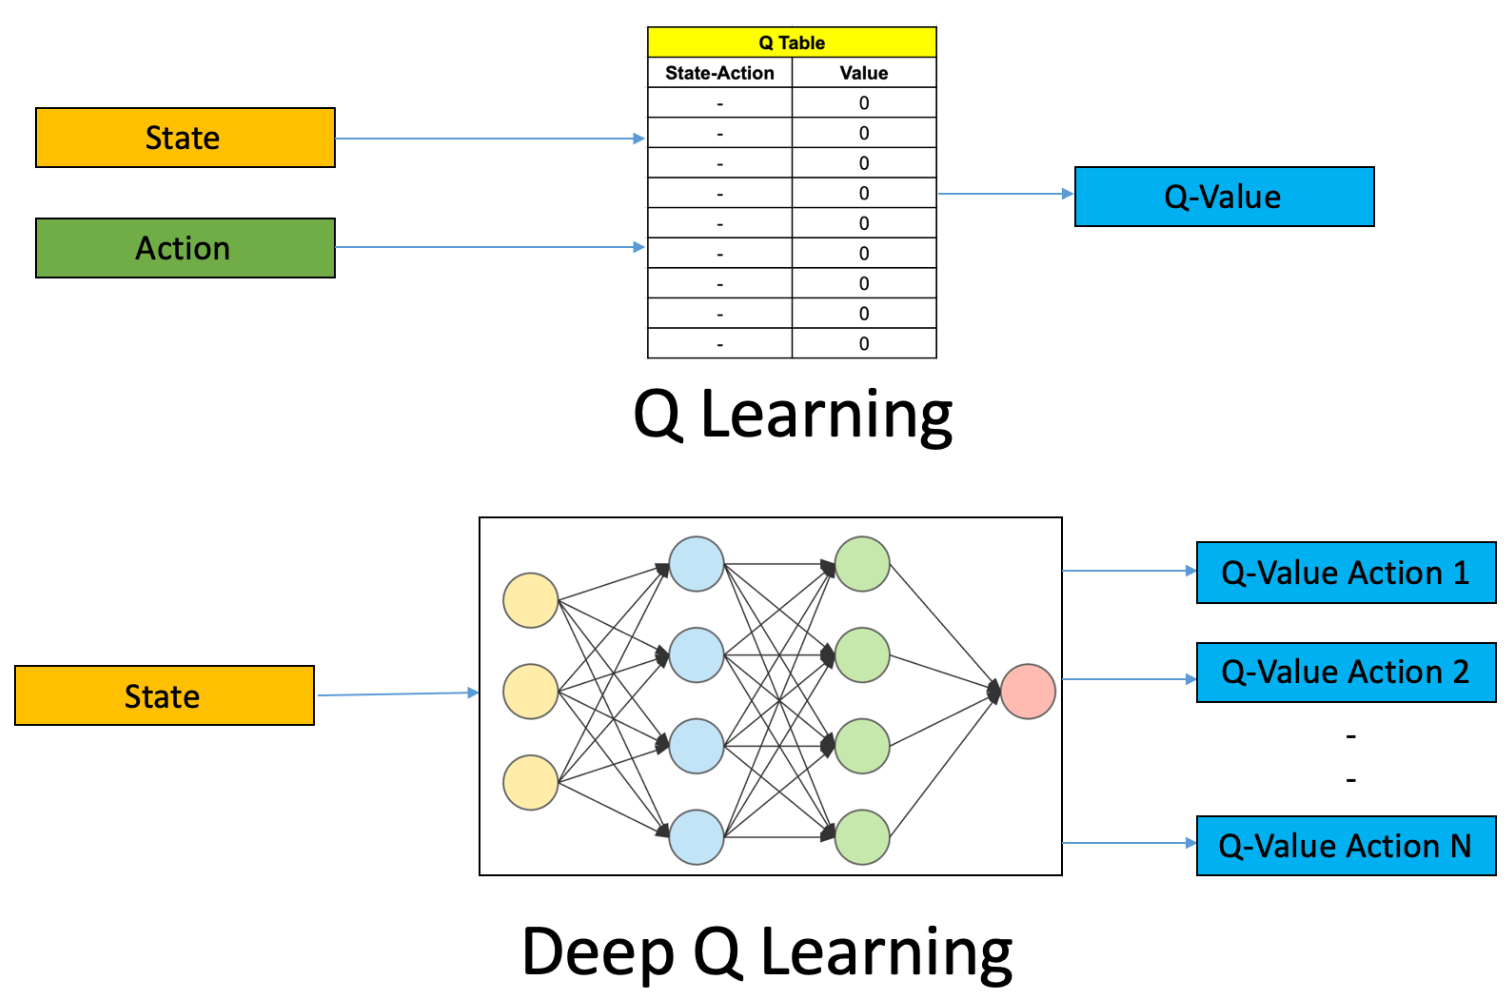 Q Table
State-Action Value
- 0
- 0
- 0
- 0
- 0
- 0
- 0
- 0
- 0
State
Action
Q-Value
Q Learning
State
Q-Value Action 1
Q-Value Action 2
-
-
Q-Value Action N
Deep Q Learning